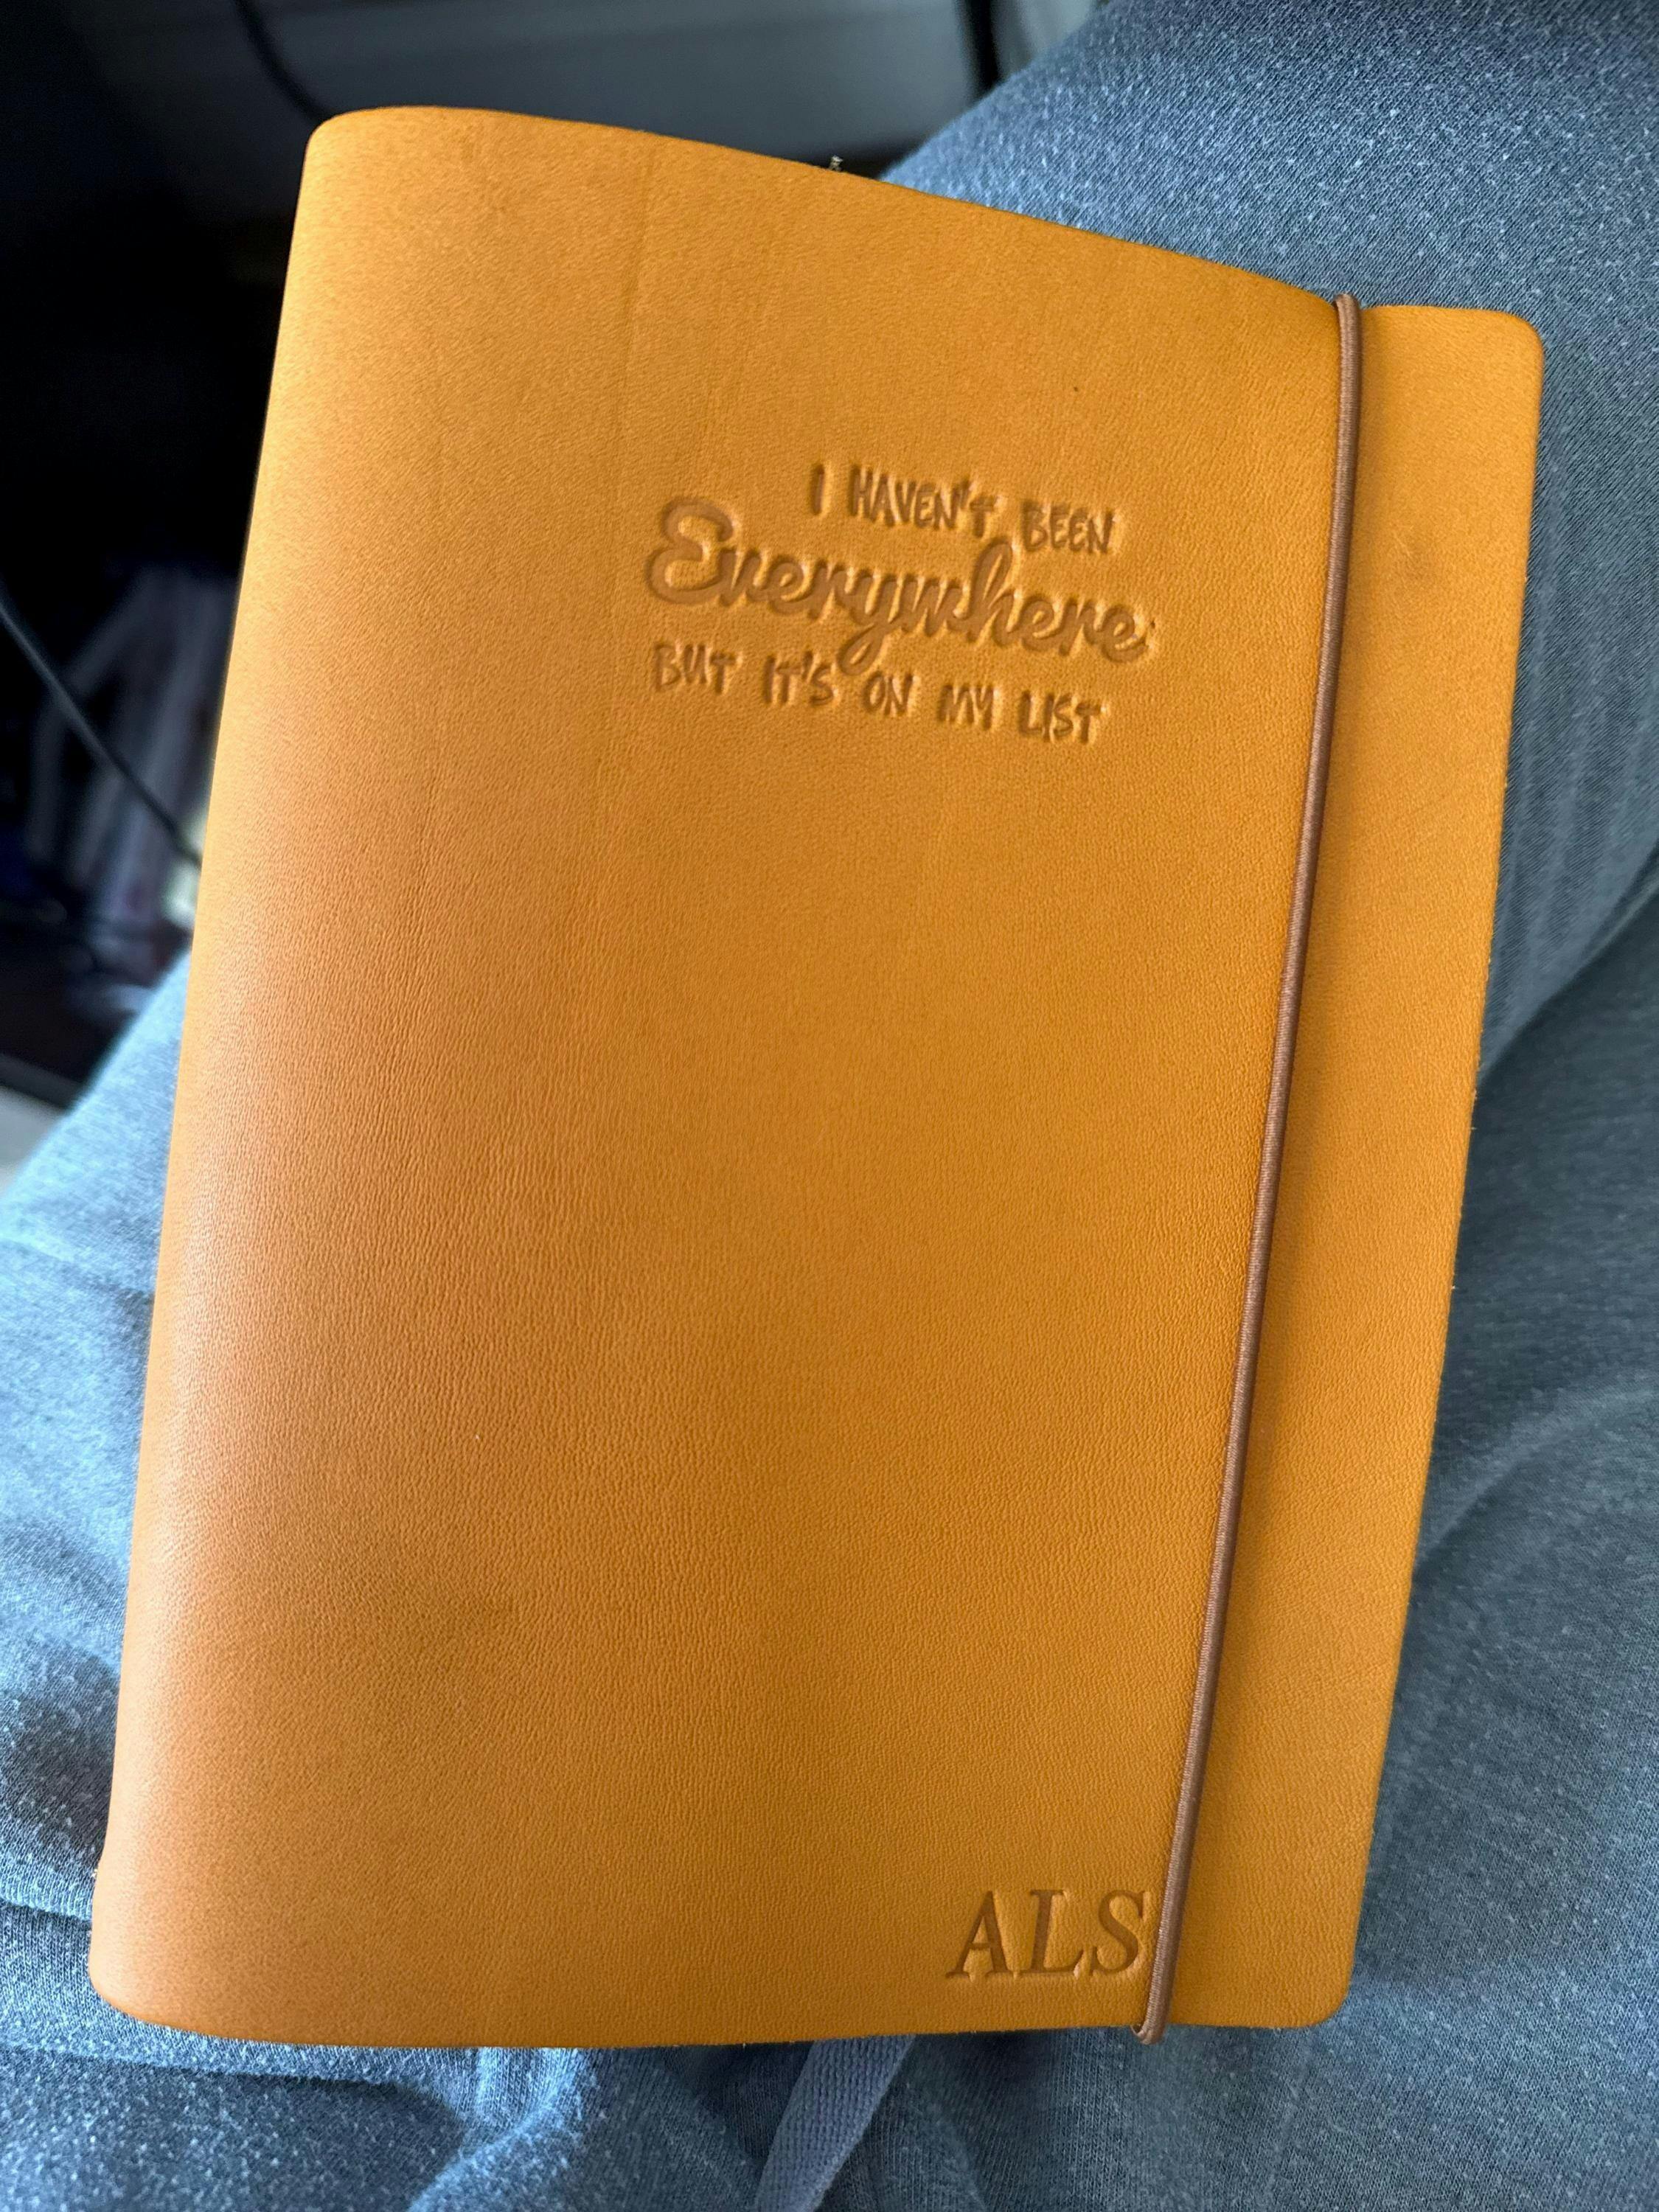 I HAVEN'T BEEN
Everywhere
BUT IT'S ON MY LIST
ALS